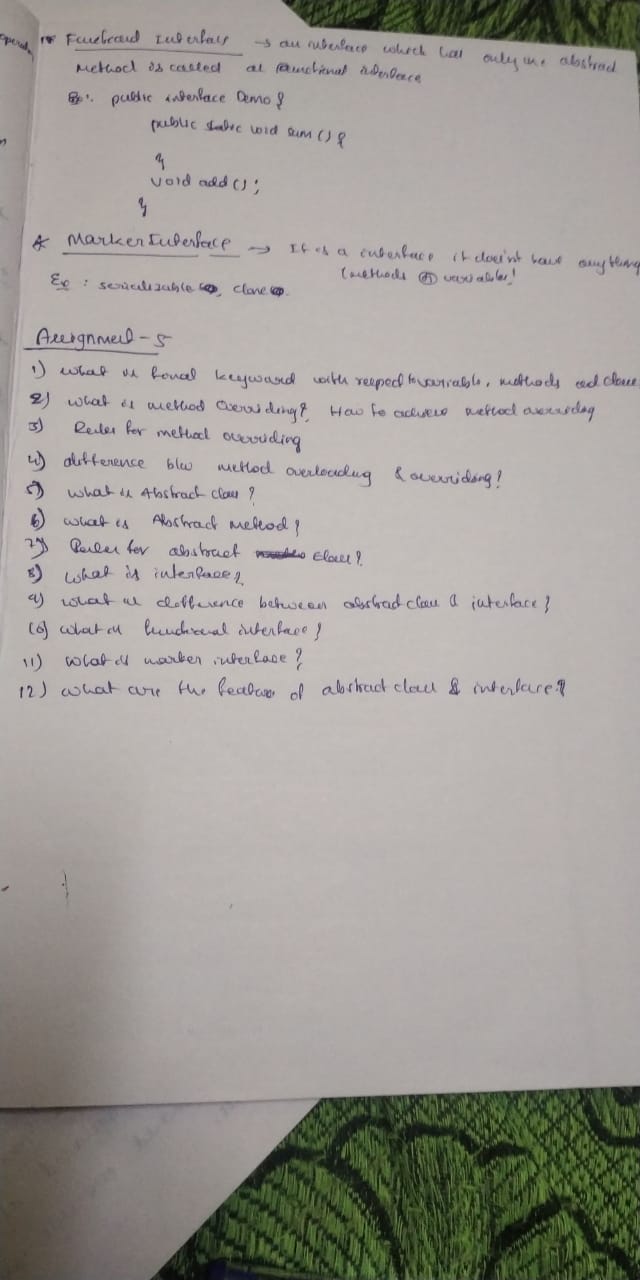 * Functional Interface → an interface which has only one abstract
method is called as functional interface
Ex: public interface Demo {
public static void sum() {
}
void add();
}
* Marker Interface → It is a interface it doesn't have anything
(methods or variables)
Ex: serializable, clone
Assignment - 5
1) what is final keyword with respect to variable, methods and class
2) what is method Overriding? How to achieve method overriding
3) Rules for method overriding
4) difference b/w method overloading & overriding?
5) what is Abstract class?
6) what is Abstract Method?
7) Rules for abstract class?
8) what is interface?
9) what is difference between abstract class & interface?
10) what is functional interface?
11) what is marker interface?
12) what are the features of abstract class & interface?